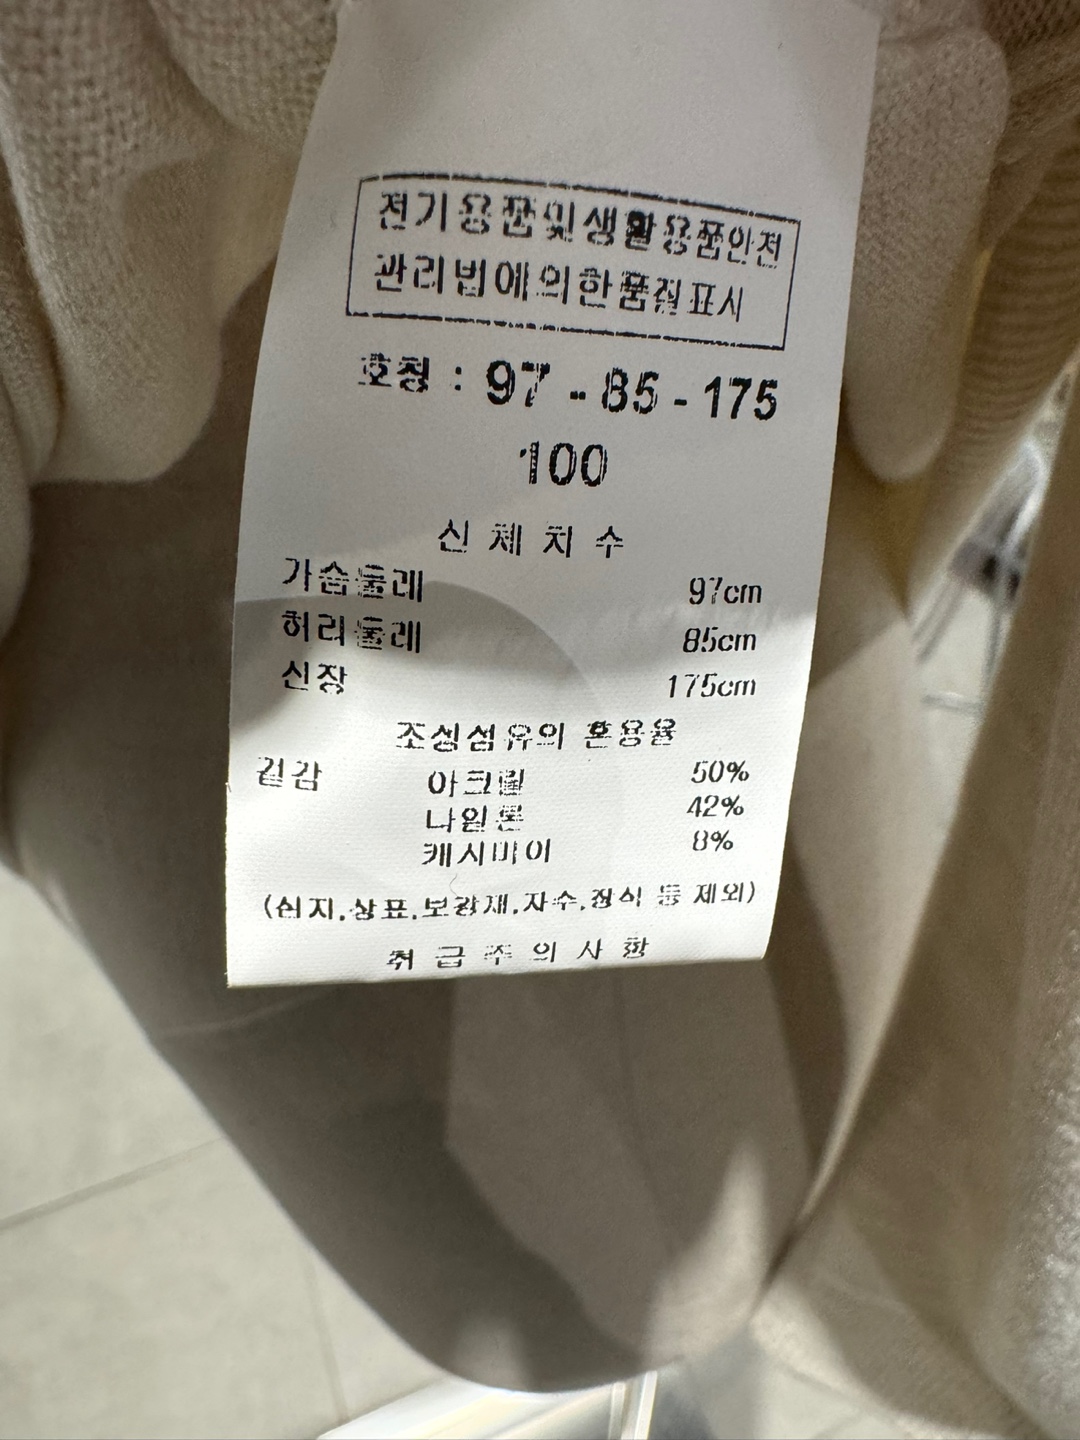 전기용품및생활용품안전
관리법에의한품질표시
호칭 : 97 - 85 - 175
100
신 체 치 수
가슴둘레 97cm
허리둘레 85cm
신장 175cm
조성섬유의 혼용율
겉감 아크릴 50%
나일론 42%
캐시미어 8%
(심지,상표,보강재,자수,장식 등 제외)
취 급 주 의 사 항